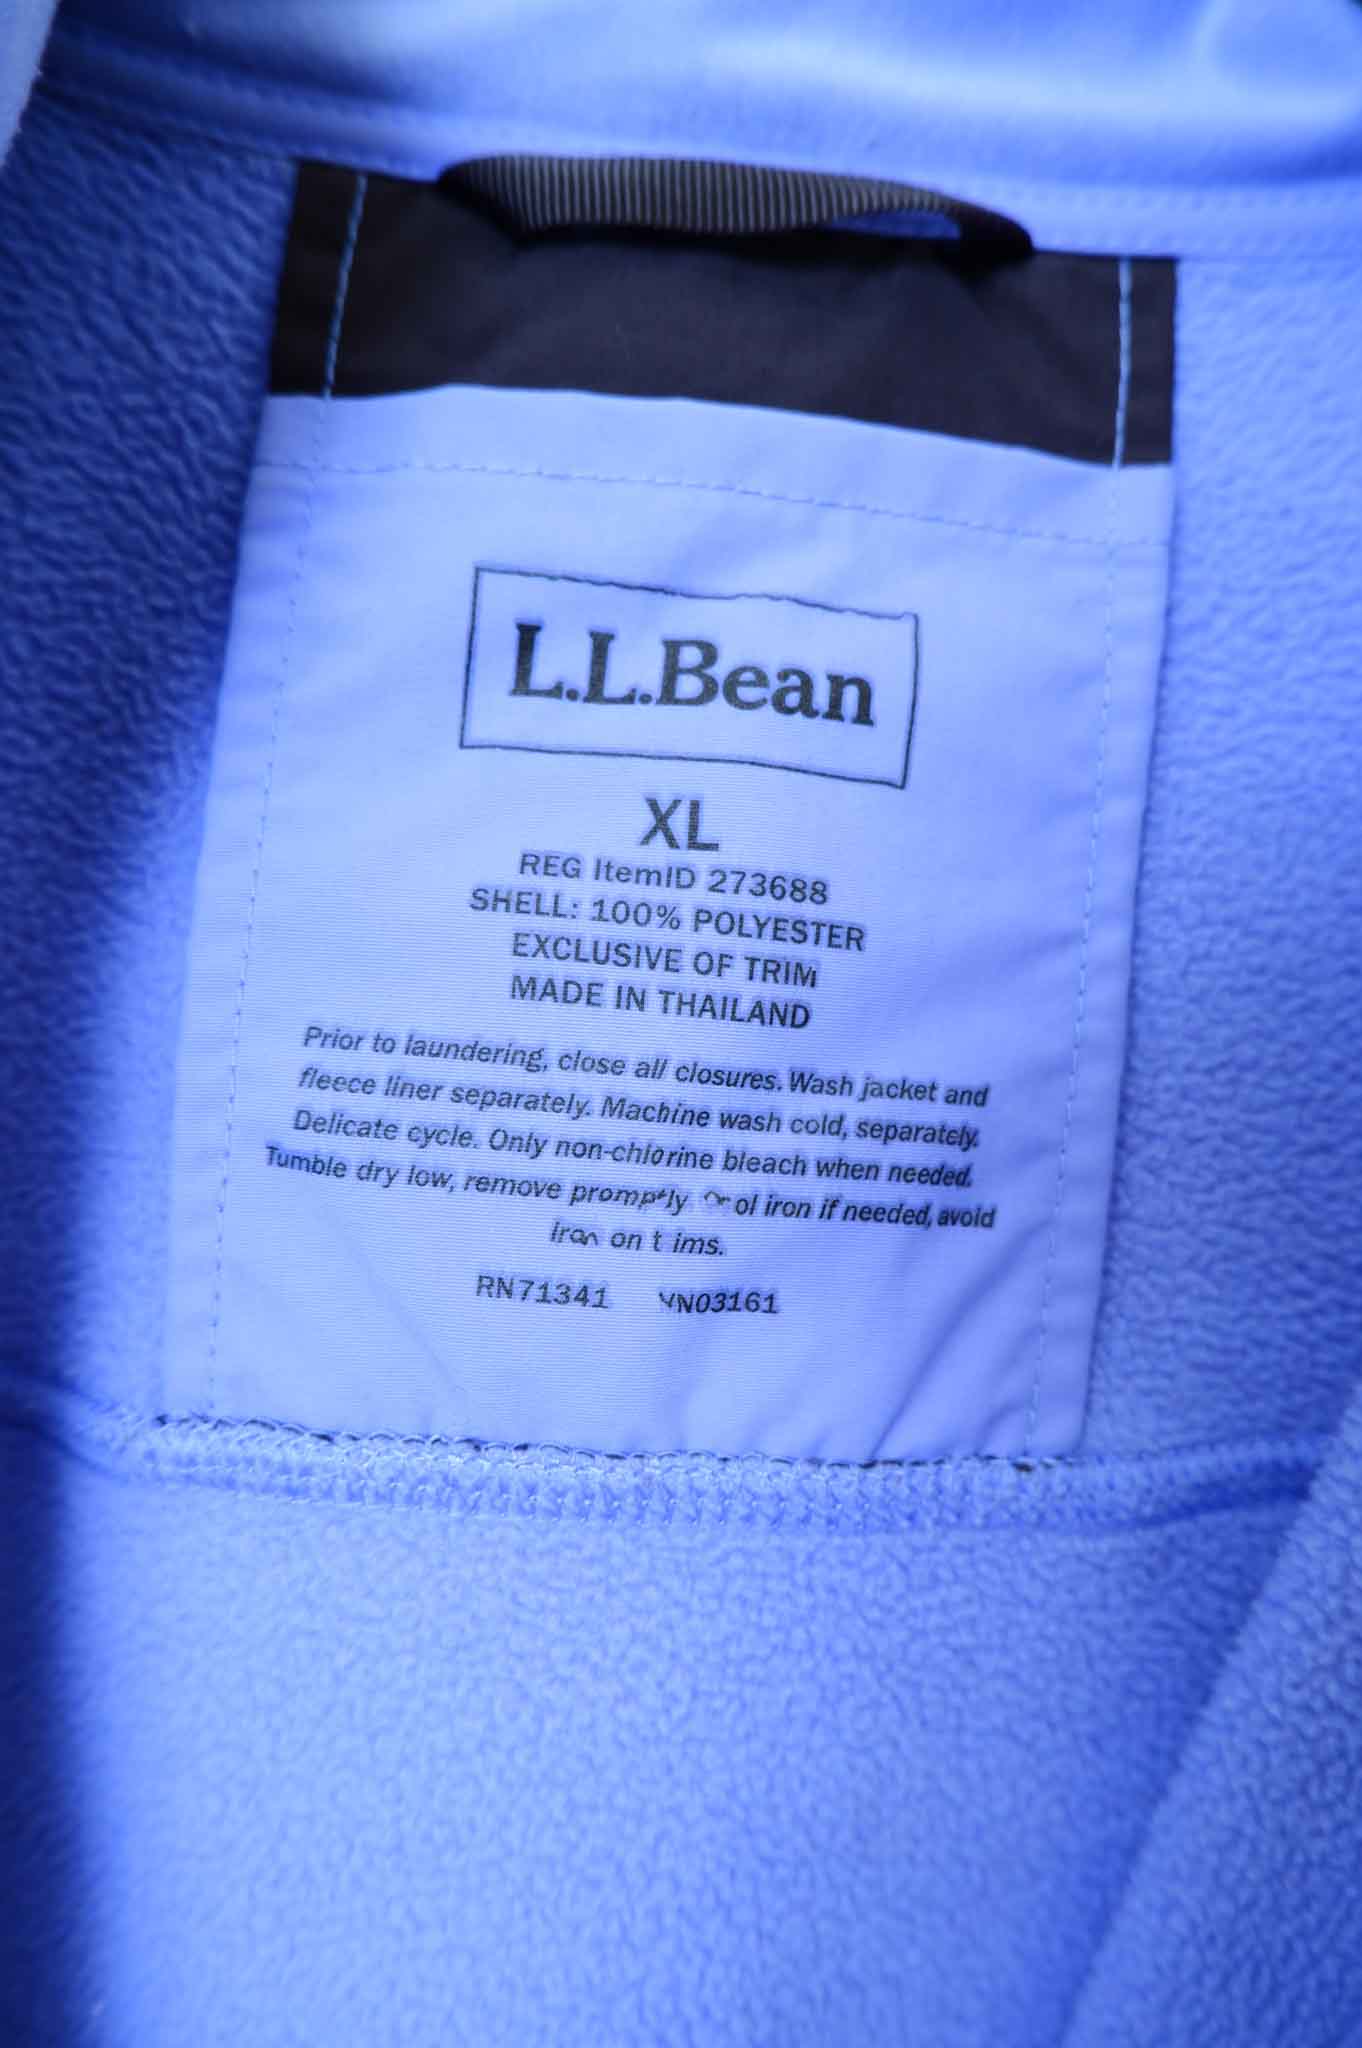 L.L.Bean
XL
REG ItemID 273688
SHELL: 100% POLYESTER
EXCLUSIVE OF TRIM
MADE IN THAILAND
Prior to laundering, close all closures. Wash jacket and
fleece liner separately. Machine wash cold, separately.
Delicate cycle. Only non-chlorine bleach when needed.
Tumble dry low, remove promptly iron if needed, avoid
iron on
RN71341